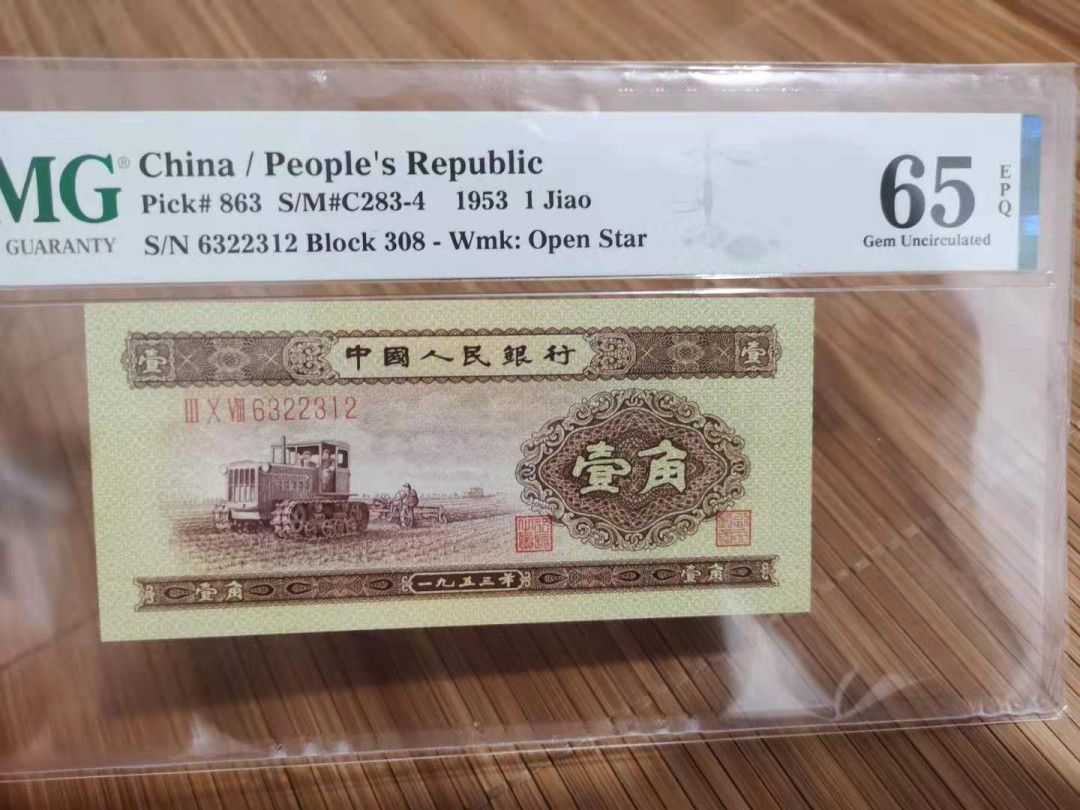 MG®
GUARANTY
China / People's Republic
Pick# 863 S/M#C283-4 1953 1 Jiao
S/N 6322312 Block 308 - Wmk: Open Star
65
EPQ
Gem Uncirculated
壹 中國人民銀行 壹
III X VIII 6322312
壹角
壹角 一九五三年 壹角